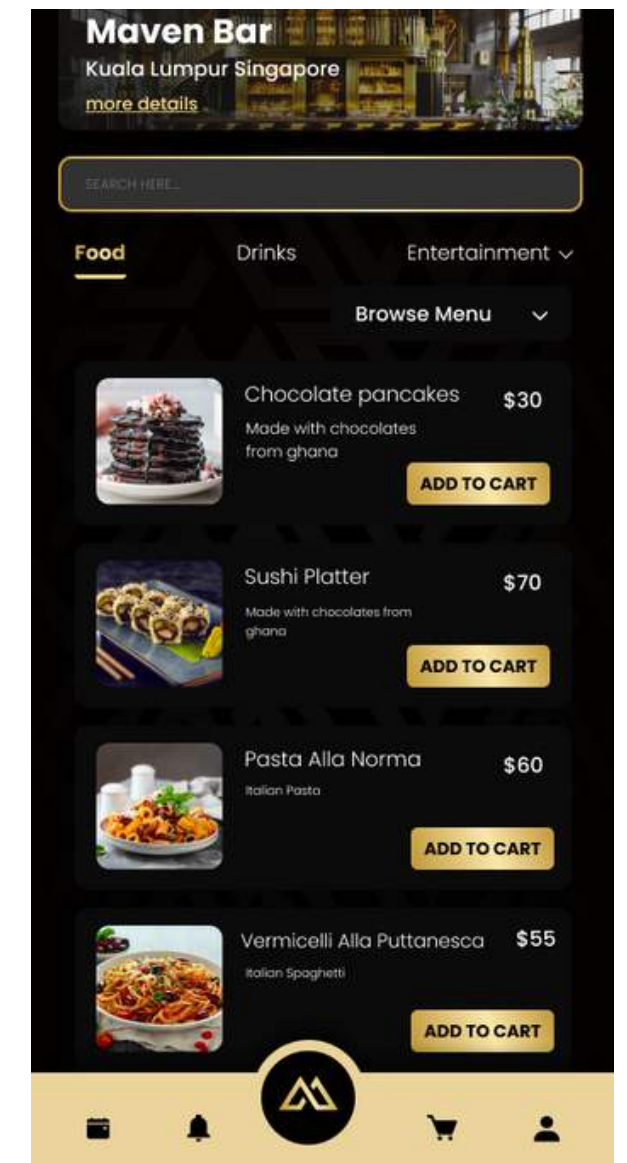 Maven Bar
Kuala Lumpur Singapore
more details
SEARCH HERE...
Food Drinks Entertainment
Browse Menu
Chocolate pancakes $30
Made with chocolates
from ghana
ADD TO CART
Sushi Platter $70
Made with chocolates from
ghana
ADD TO CART
Pasta Alla Norma $60
Italian Pasta
ADD TO CART
Vermicelli Alla Puttanesca $55
Italian Spaghetti
ADD TO CART